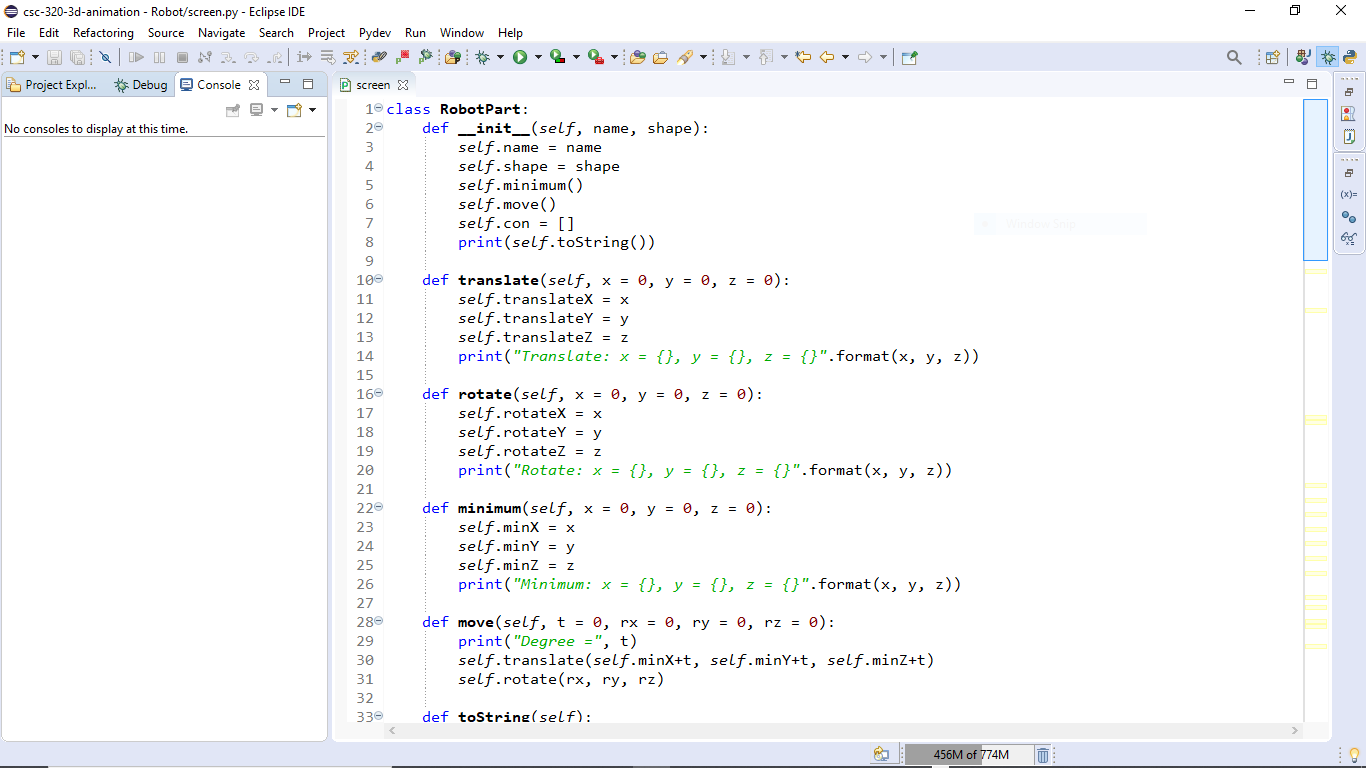 csc-320-3d-animation - Robot/screen.py - Eclipse IDE
File Edit Refactoring Source Navigate Search Project Pydev Run Window Help
Project Expl... Debug Console
screen
No consoles to display at this time.
1 class RobotPart:
2     def __init__(self, name, shape):
3         self.name = name
4         self.shape = shape
5         self.minimum()
6         self.move()
7         self.con = []
8         print(self.toString())
9
10     def translate(self, x = 0, y = 0, z = 0):
11         self.translateX = x
12         self.translateY = y
13         self.translateZ = z
14         print("Translate: x = {}, y = {}, z = {}".format(x, y, z))
15
16     def rotate(self, x = 0, y = 0, z = 0):
17         self.rotateX = x
18         self.rotateY = y
19         self.rotateZ = z
20         print("Rotate: x = {}, y = {}, z = {}".format(x, y, z))
21
22     def minimum(self, x = 0, y = 0, z = 0):
23         self.minX = x
24         self.minY = y
25         self.minZ = z
26         print("Minimum: x = {}, y = {}, z = {}".format(x, y, z))
27
28     def move(self, t = 0, rx = 0, ry = 0, rz = 0):
29         print("Degree =", t)
30         self.translate(self.minX+t, self.minY+t, self.minZ+t)
31         self.rotate(rx, ry, rz)
32
33     def toString(self):
456M of 774M